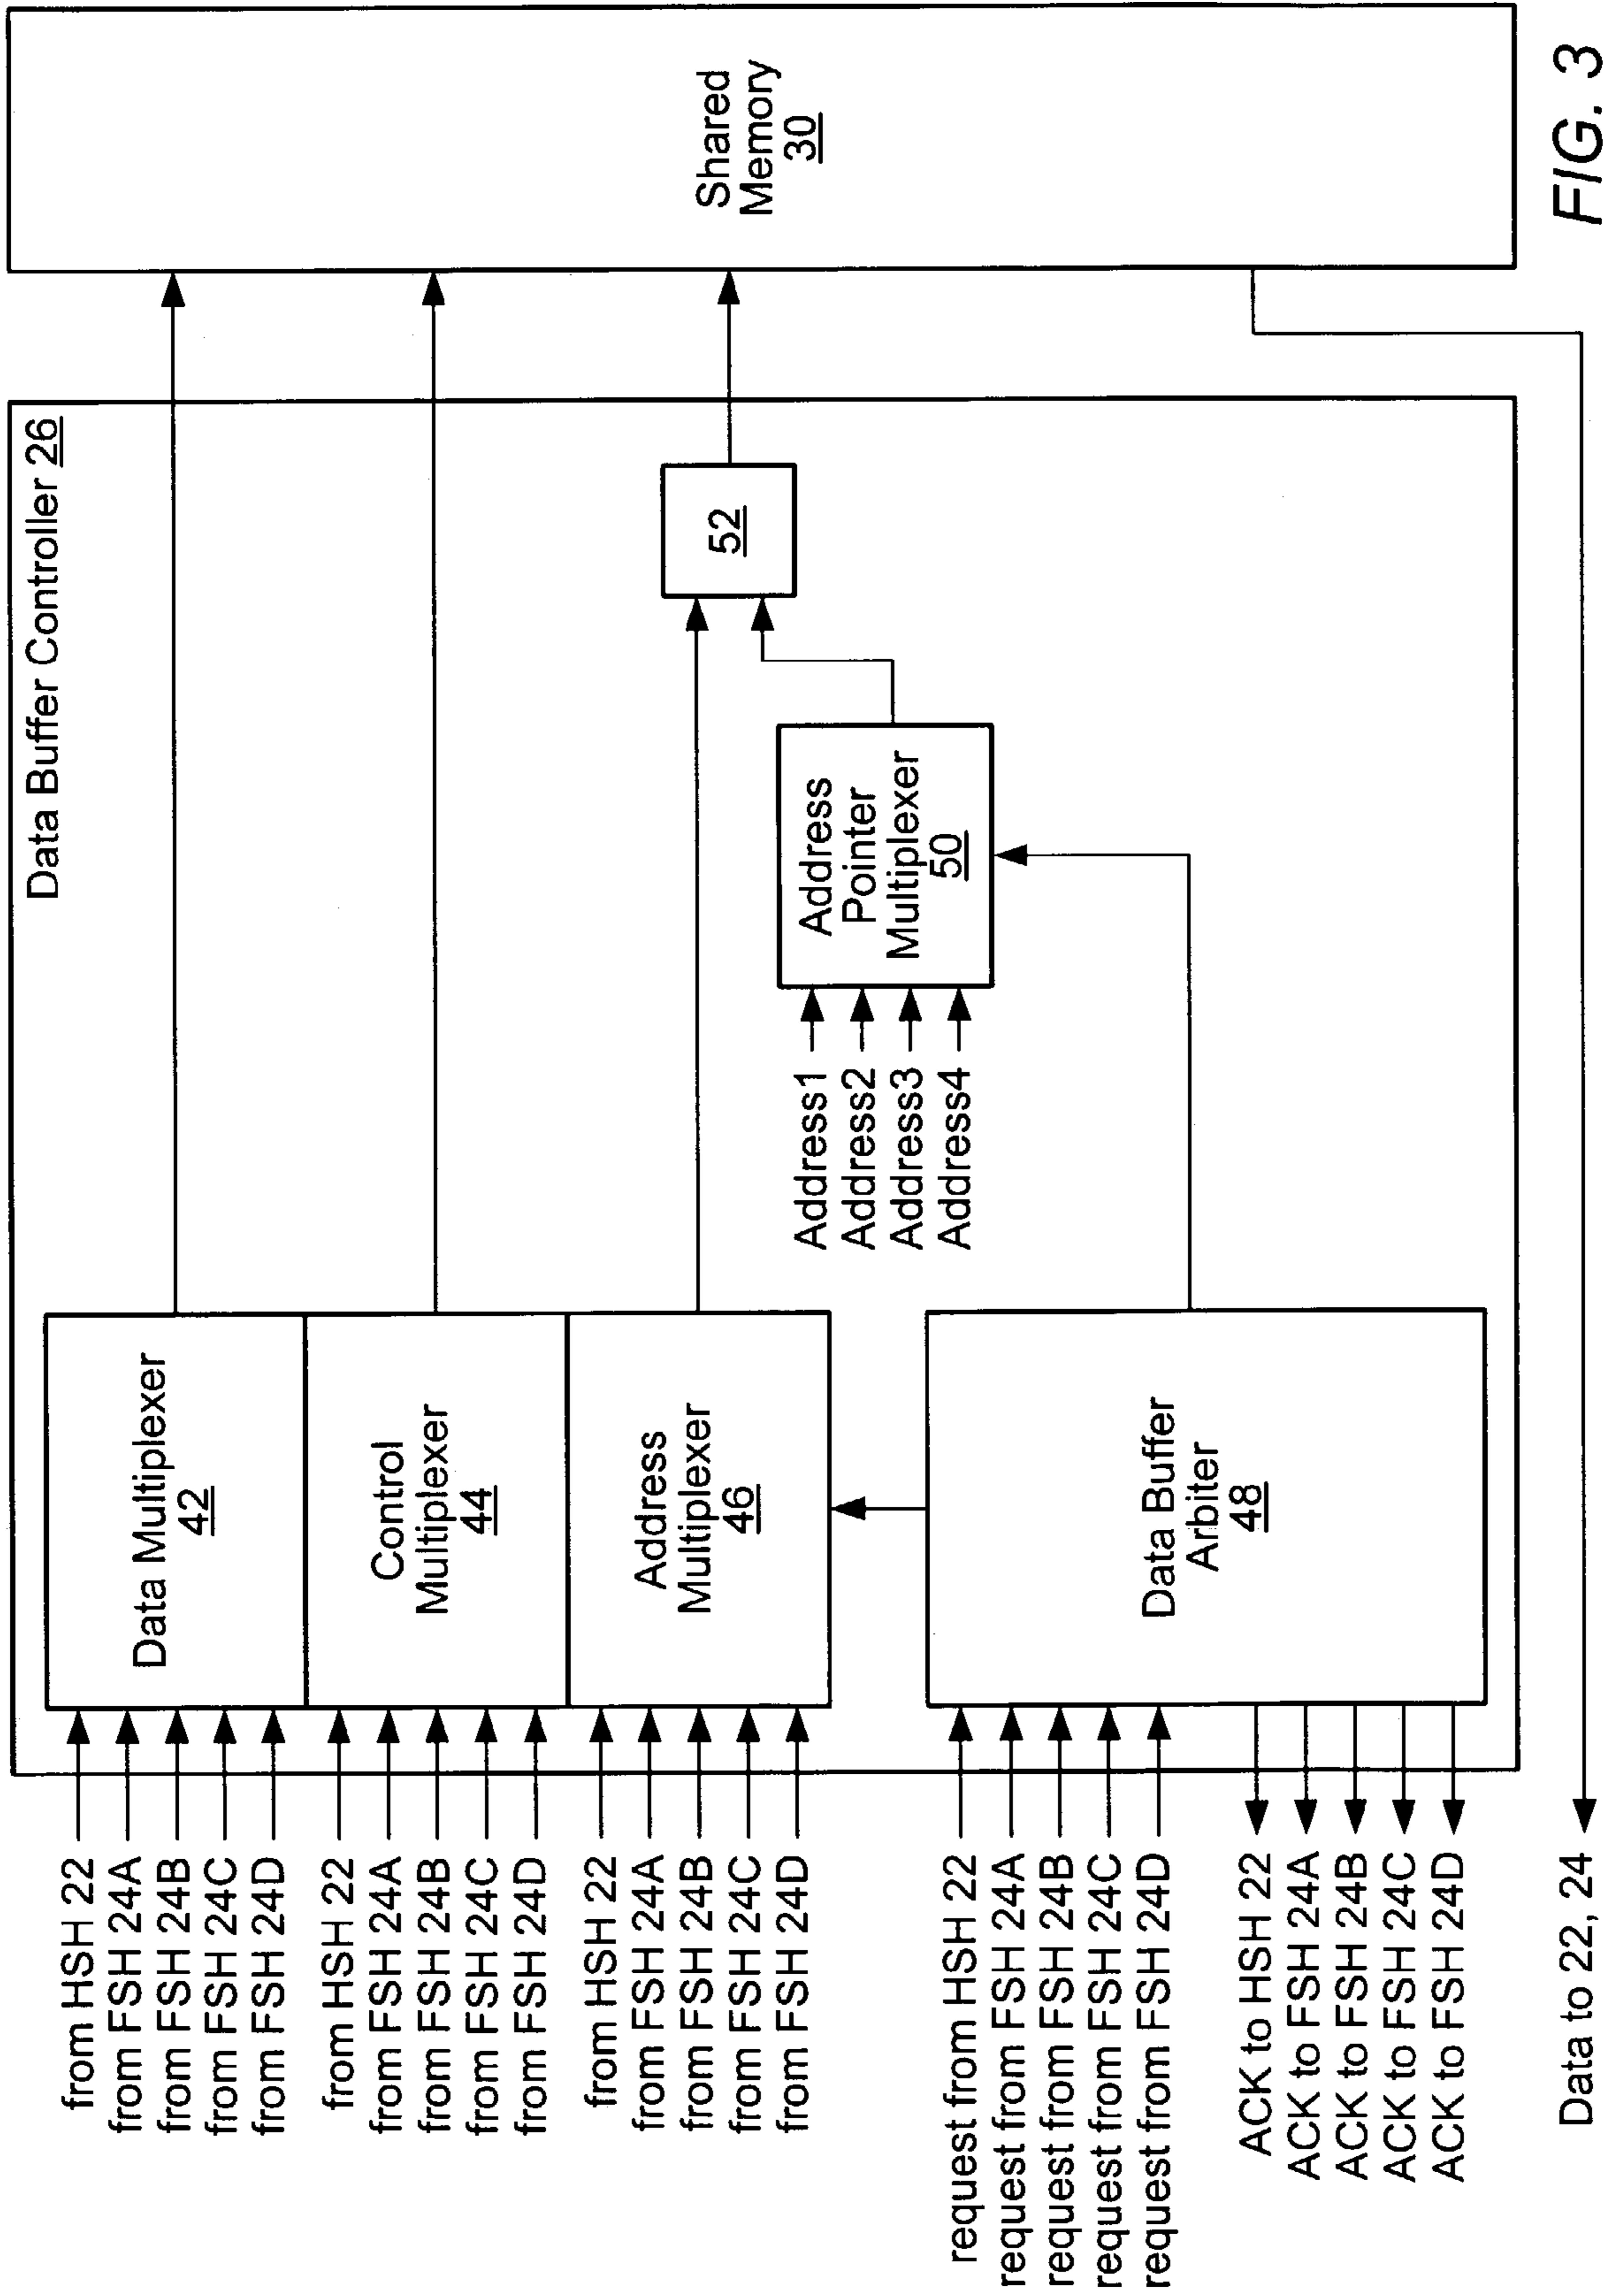 Data Buffer Controller 26
from HSH 22
from FSH 24A
from FSH 24B
from FSH 24C
from FSH 24D
Data Multiplexer
42
from HSH 22
from FSH 24A
from FSH 24B
from FSH 24C
from FSH 24D
Control
Multiplexer
44
from HSH 22
from FSH 24A
from FSH 24B
from FSH 24C
from FSH 24D
Address
Multiplexer
46
52
Address1
Address2
Address3
Address4
Address
Pointer
Multiplexer
50
request from HSH 22
request from FSH 24A
request from FSH 24B
request from FSH 24C
request from FSH 24D
Data Buffer
Arbiter
48
ACK to HSH 22
ACK to FSH 24A
ACK to FSH 24B
ACK to FSH 24C
ACK to FSH 24D
Shared
Memory
30
Data to 22, 24
FIG. 3